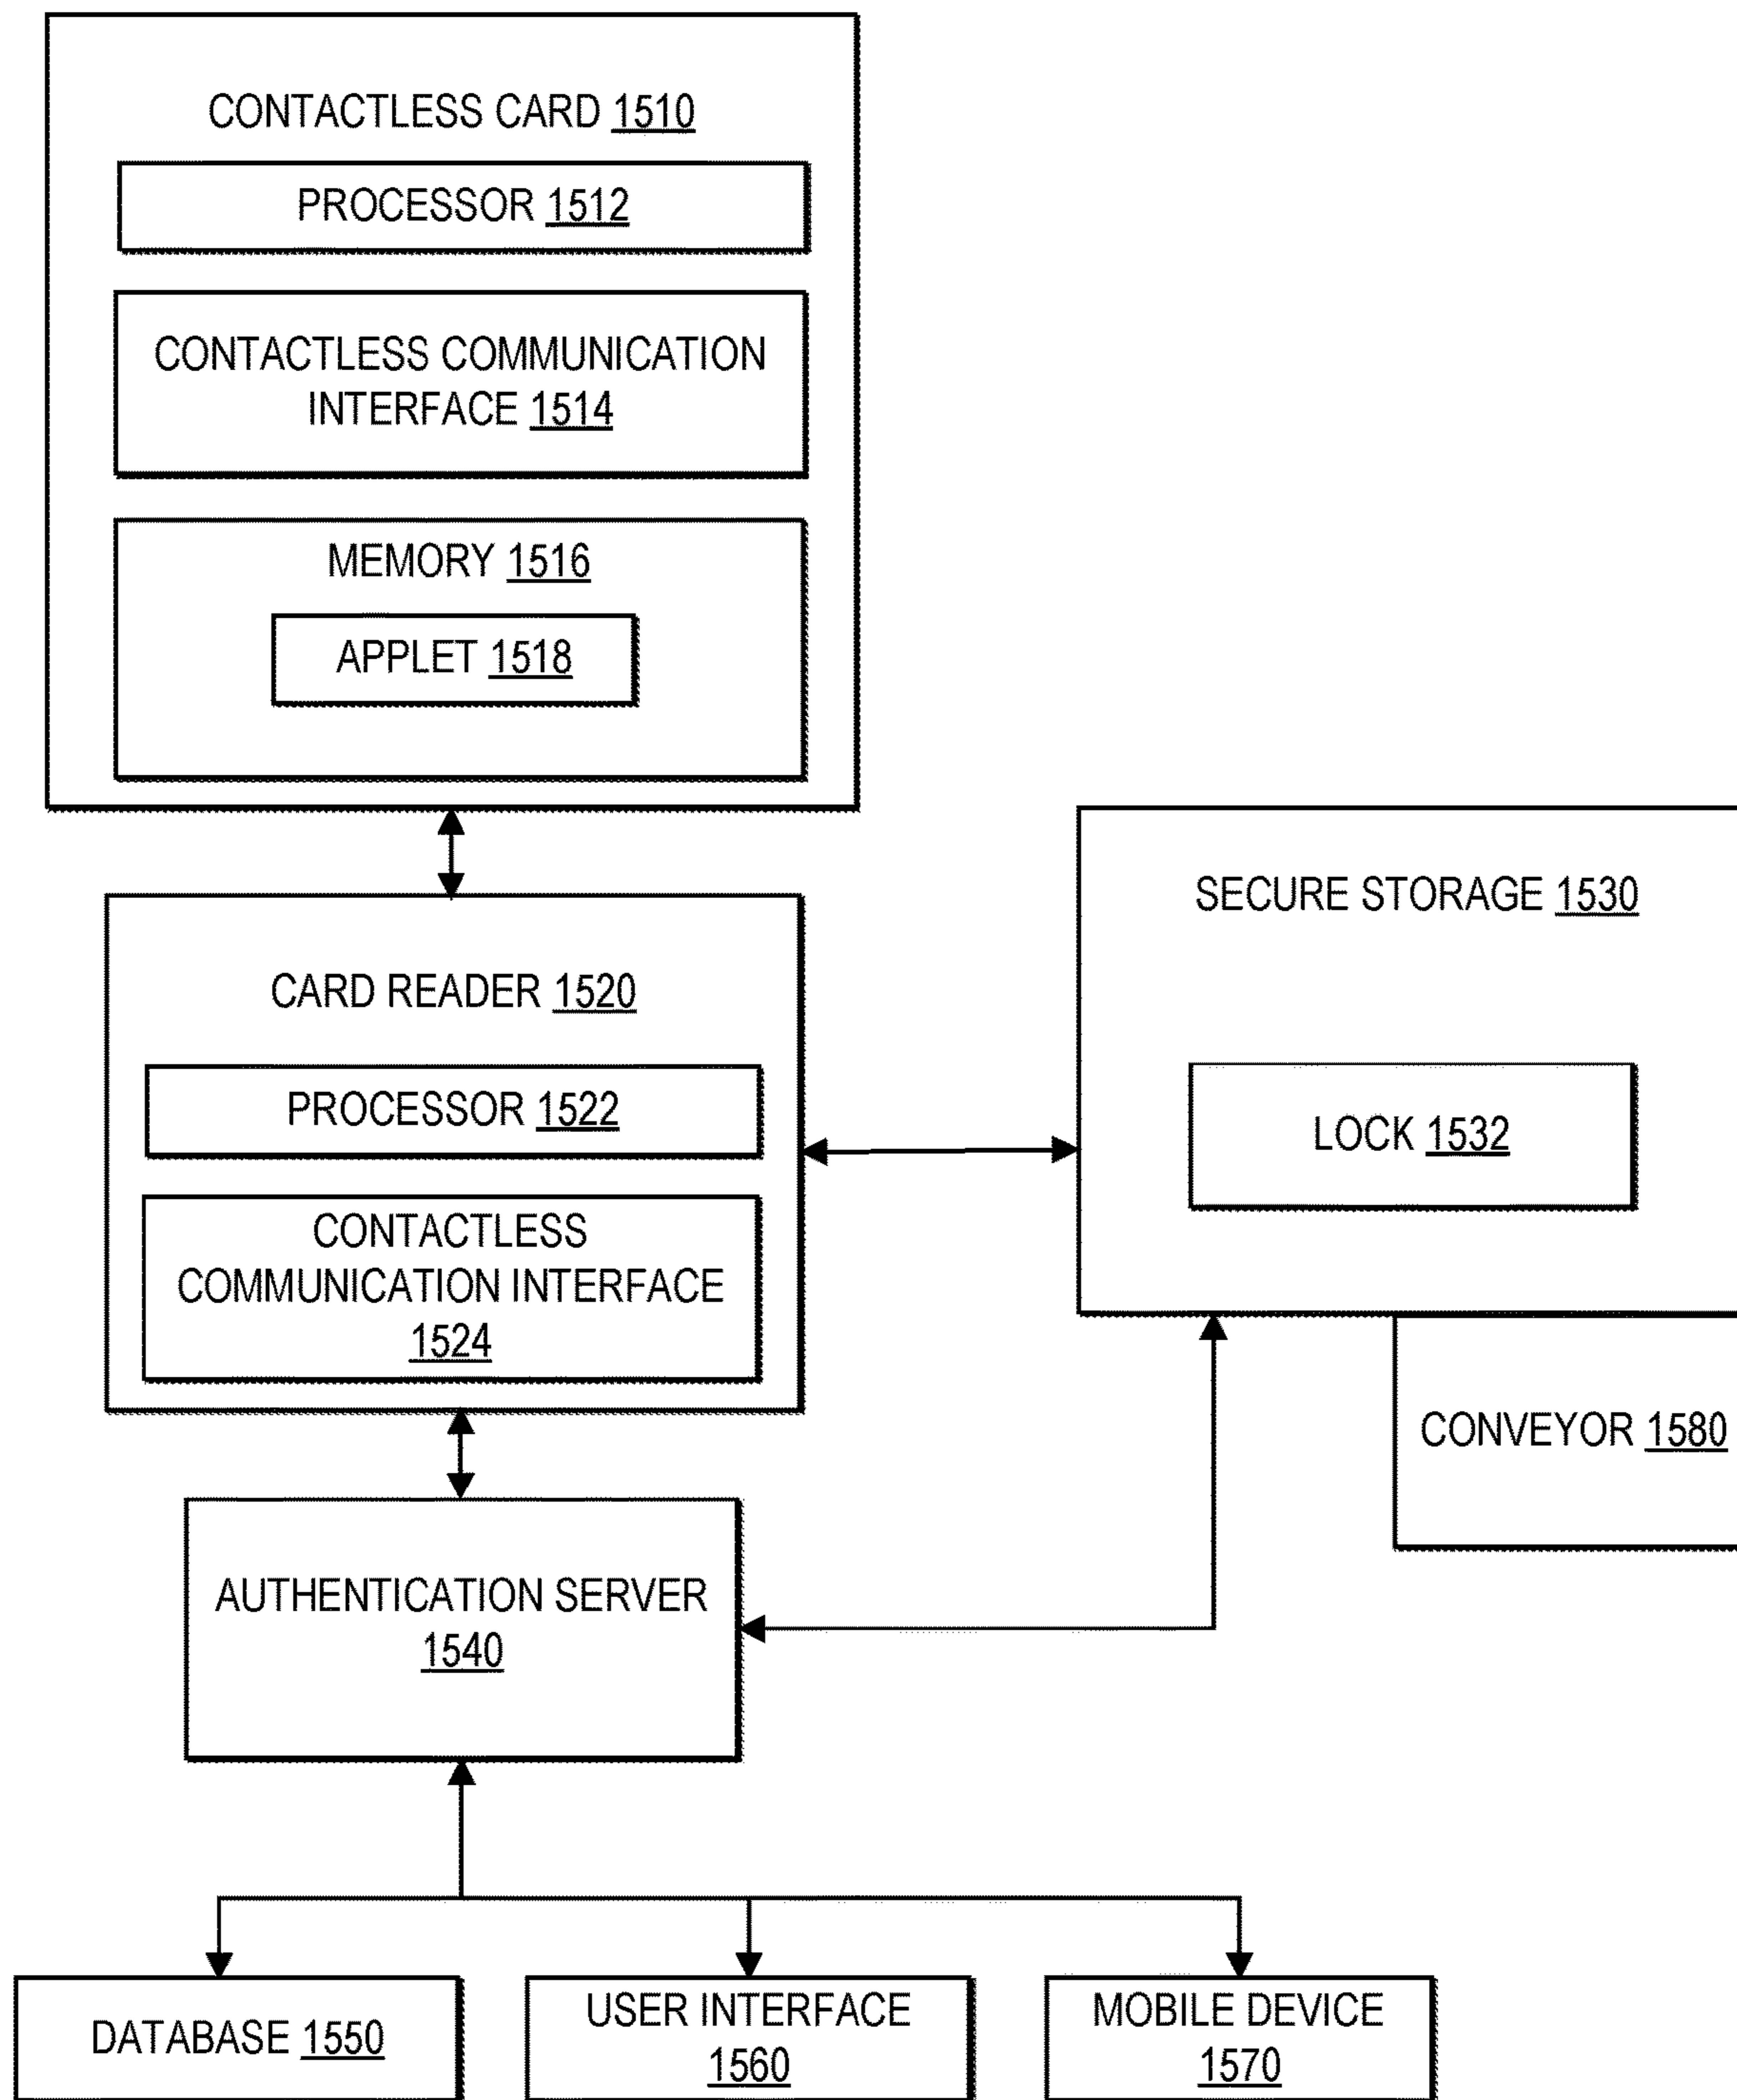 CONTACTLESS CARD 1510
PROCESSOR 1512
CONTACTLESS COMMUNICATION
INTERFACE 1514
MEMORY 1516
APPLET 1518
CARD READER 1520
PROCESSOR 1522
CONTACTLESS
COMMUNICATION INTERFACE
1524
SECURE STORAGE 1530
LOCK 1532
CONVEYOR 1580
AUTHENTICATION SERVER
1540
DATABASE 1550
USER INTERFACE
1560
MOBILE DEVICE
1570